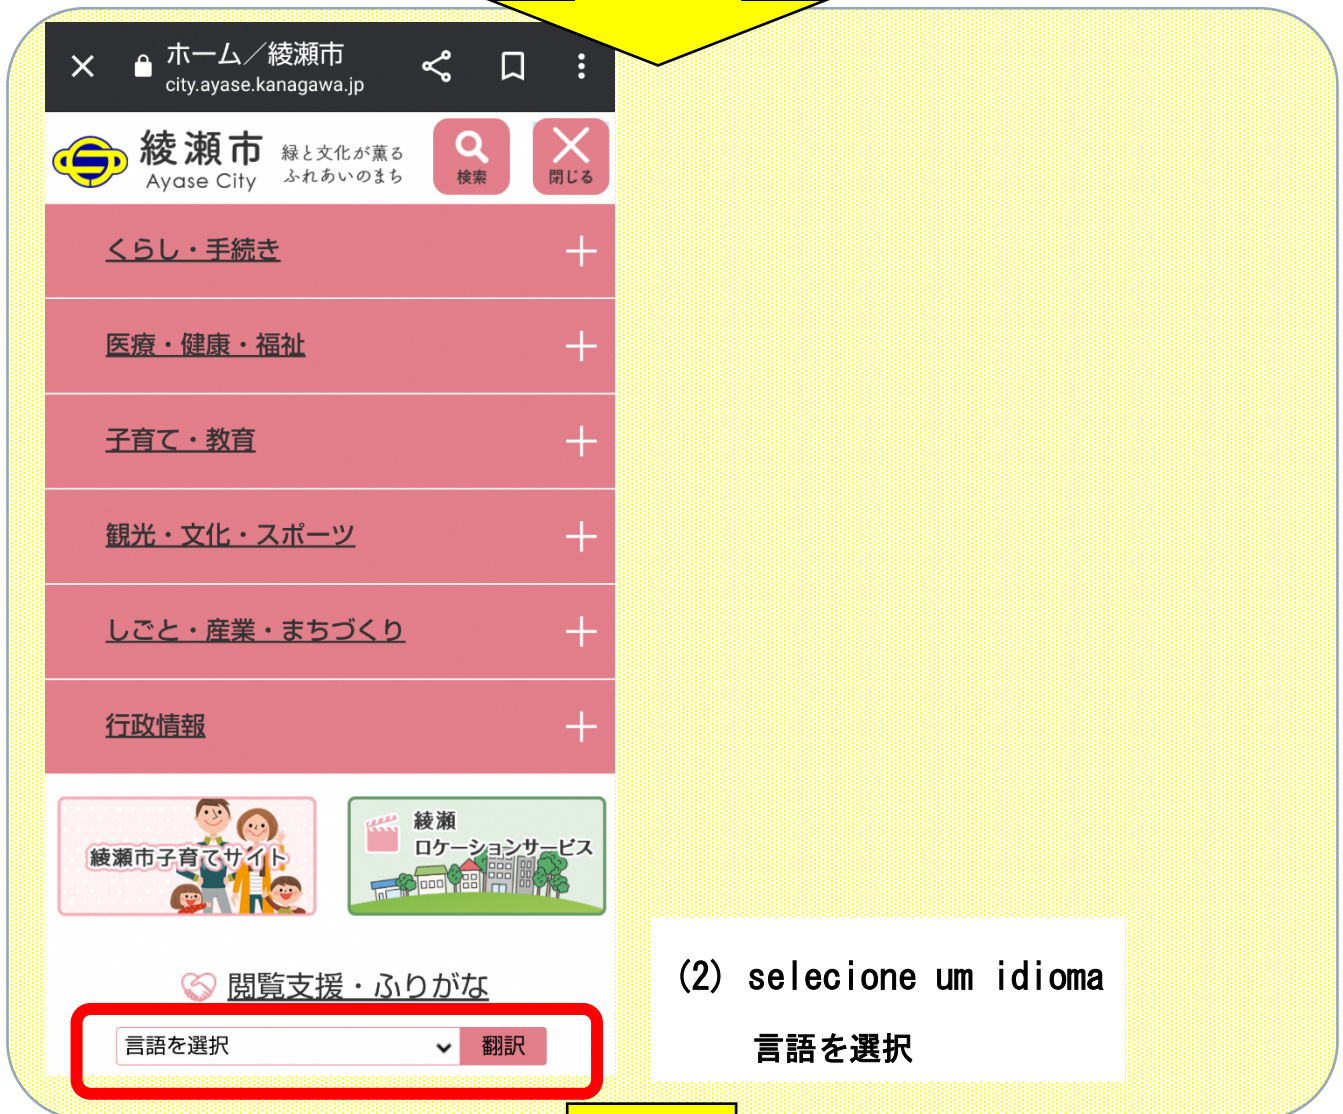 ホーム／綾瀬市
city.ayase.kanagawa.jp
綾瀬市
Ayase City
緑と文化が薫る
ふれあいのまち
検索
閉じる
くらし・手続き
医療・健康・福祉
子育て・教育
観光・文化・スポーツ
しごと・産業・まちづくり
行政情報
綾瀬市子育てサイト
綾瀬
ロケーションサービス
閲覧支援・ふりがな
言語を選択
翻訳
(2) selecione um idioma
言語を選択